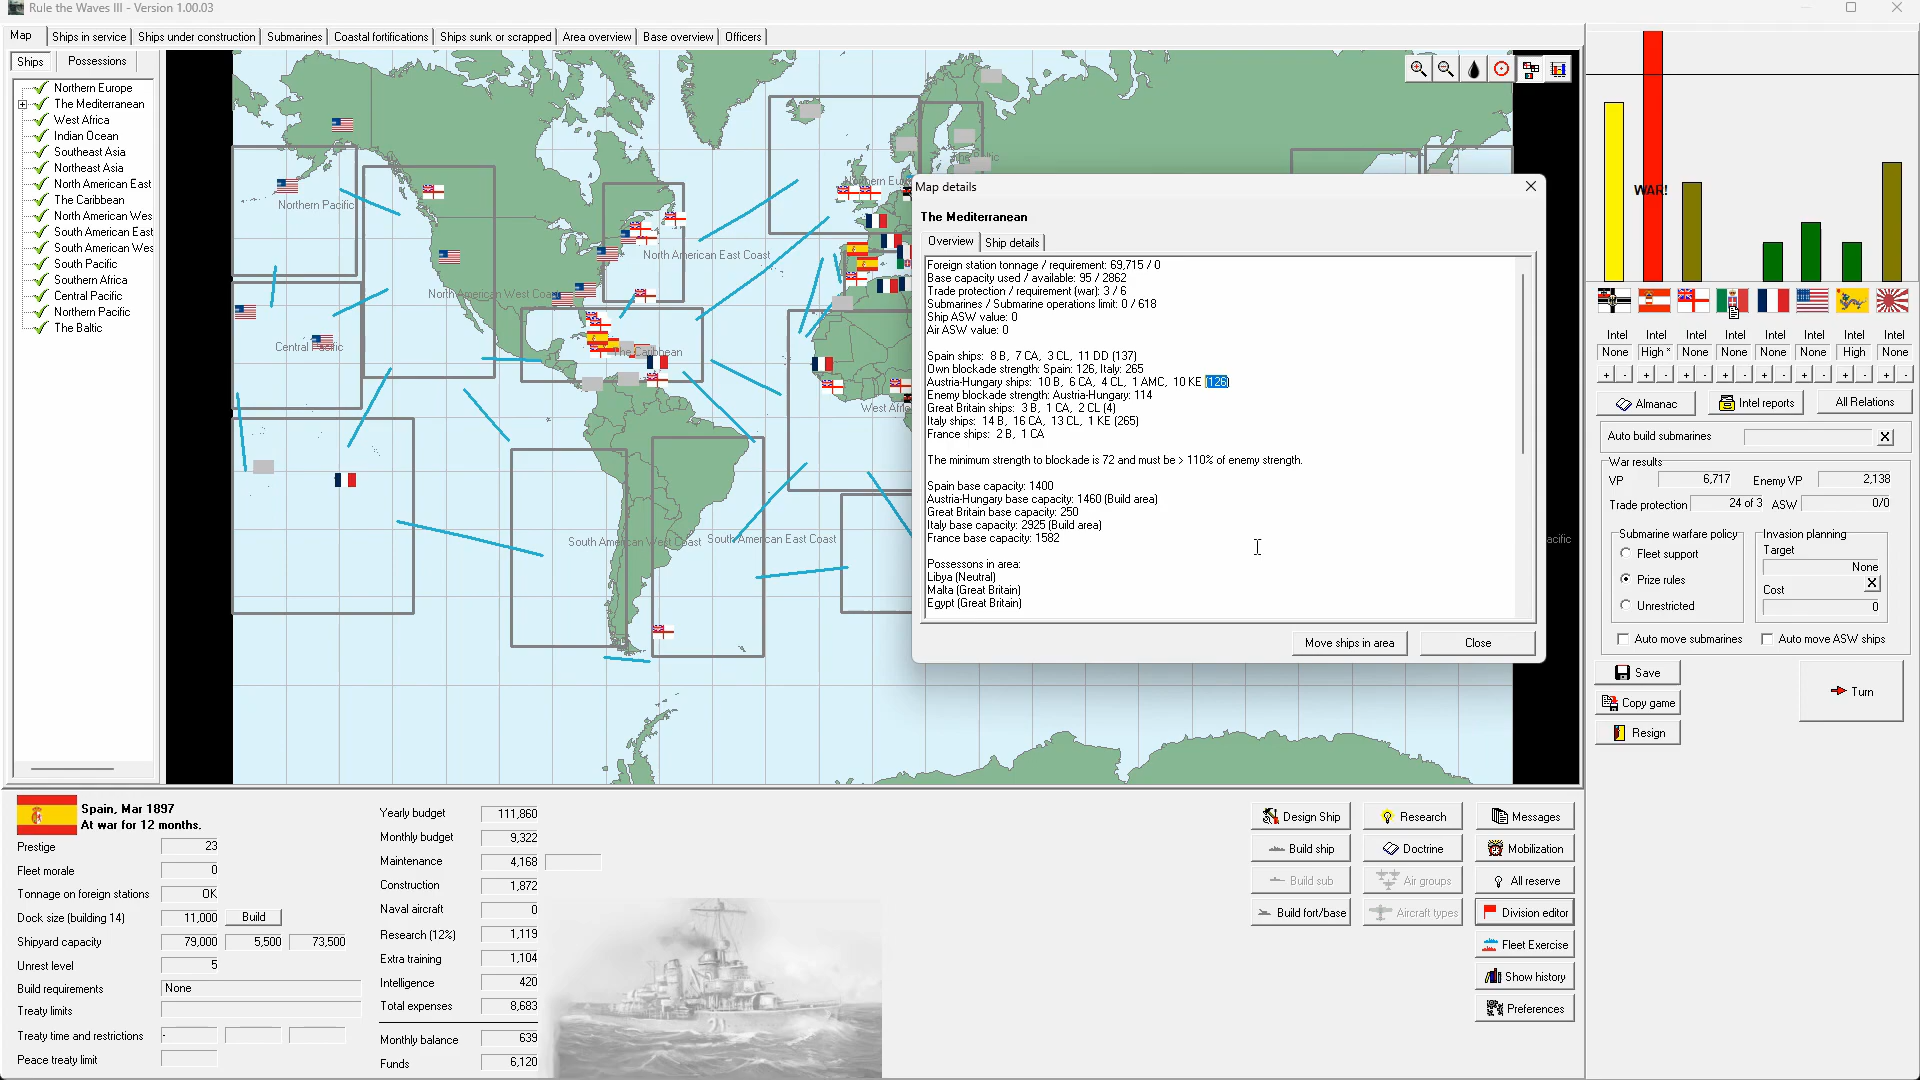 Rule the Waves III - Version 1.00.03
Map
Ships in service
Ships under construction
Submarines
Coastal fortifications
Ships sunk or scrapped
Area overview
Base overview
Officers
Ships
Possessions
Northern Europe
The Mediterranean
West Africa
Indian Ocean
Southeast Asia
Northeast Asia
North American East
The Caribbean
North American Wes
South American East
South American Wes
South Pacific
Southern Africa
Central Pacific
Northern Pacific
The Baltic
Northern Pacific
North American East Coast
North American West Coast
Central Pacific
The Caribbean
West Afric
South American West Coast
South American East Coast
acific
Map details
The Mediterranean
Overview
Ship details
Foreign station tonnage / requirement: 69,715 / 0
Base capacity used / available: 95 / 2862
Trade protection / requirement (war): 3 / 6
Submarines / Submarine operations limit: 0 / 618
Ship ASW value: 0
Air ASW value: 0
Spain ships: 8 B, 7 CA, 3 CL, 11 DD (137)
Own blockade strength: Spain: 126, Italy: 265
Austria-Hungary ships: 10 B, 6 CA, 4 CL, 1 AMC, 10 KE (126)
Enemy blockade strength: Austria-Hungary: 114
Great Britain ships: 3 B, 1 CA, 2 CL (4)
Italy ships: 14 B, 16 CA, 13 CL, 1 KE (265)
France ships: 2 B, 1 CA
The minimum strength to blockade is 72 and must be > 110% of enemy strength.
Spain base capacity: 1400
Austria-Hungary base capacity: 1460 (Build area)
Great Britain base capacity: 250
Italy base capacity: 2925 (Build area)
France base capacity: 1582
Possessons in area:
Libya (Neutral)
Malta (Great Britain)
Egypt (Great Britain)
Move ships in area
Close
WAR!
Intel Intel Intel Intel Intel Intel Intel Intel
None High * None None None None High None
+ - + - + - + - + - + - + - + -
Almanac
Intel reports
All Relations
Auto build submarines
X
War results
VP 6,717 Enemy VP 2,138
Trade protection 24 of 3 ASW 0/0
Submarine warfare policy
Fleet support
Prize rules
Unrestricted
Invasion planning
Target
None
Cost
X
0
Auto move submarines
Auto move ASW ships
Save
Copy game
Resign
Turn
Spain, Mar 1897
At war for 12 months.
Prestige 23
Fleet morale 0
Tonnage on foreign stations OK
Dock size (building 14) 11,000 Build
Shipyard capacity 79,000 5,500 73,500
Unrest level 5
Build requirements None
Treaty limits
Treaty time and restrictions -
Peace treaty limit
Yearly budget 111,860
Monthly budget 9,322
Maintenance 4,168
Construction 1,872
Naval aircraft 0
Research (12%) 1,119
Extra training 1,104
Intelligence 420
Total expenses 8,683
Monthly balance 639
Funds 6,120
Design Ship
Build ship
Build sub
Build fort/base
Research
Doctrine
Air groups
Aircraft types
Messages
Mobilization
All reserve
Division editor
Fleet Exercise
Show history
Preferences